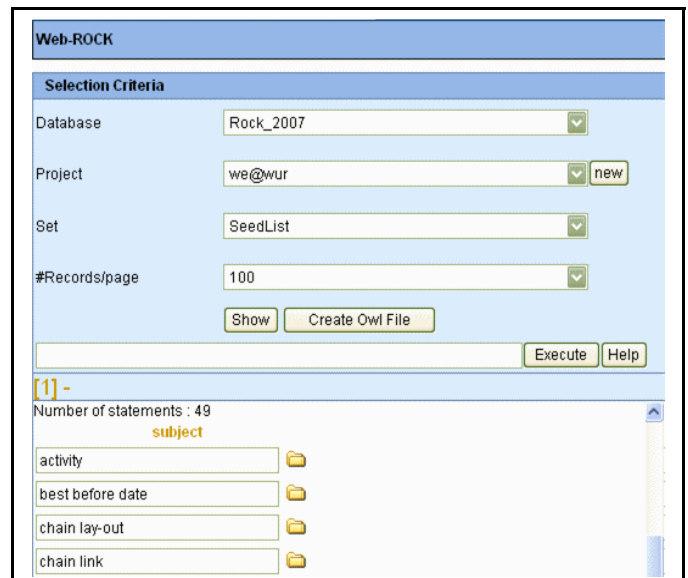 Web-ROCK
Selection Criteria
Database Rock_2007
Project we@wur new
Set SeedList
#Records/page 100
Show Create Owl File
Execute Help
[1] -
Number of statements : 49
subject
activity
best before date
chain lay-out
chain link